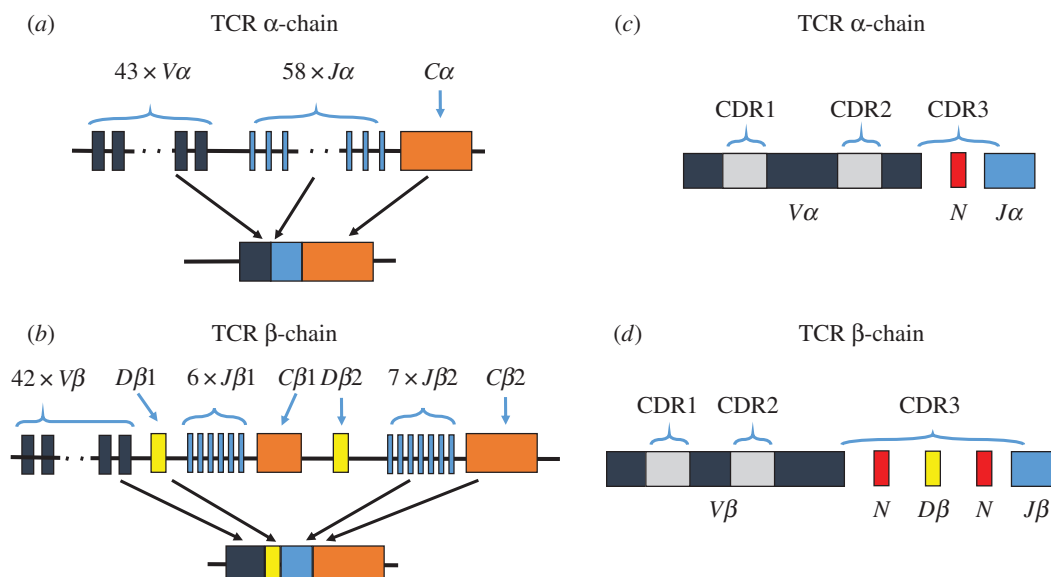 (a) TCR α-chain
43 × Vα 58 × Jα Cα
(b) TCR β-chain
42 × Vβ Dβ1 6 × Jβ1 Cβ1 Dβ2 7 × Jβ2 Cβ2
(c) TCR α-chain
CDR1 CDR2 CDR3
Vα N Jα
(d) TCR β-chain
CDR1 CDR2 CDR3
Vβ N Dβ N Jβ